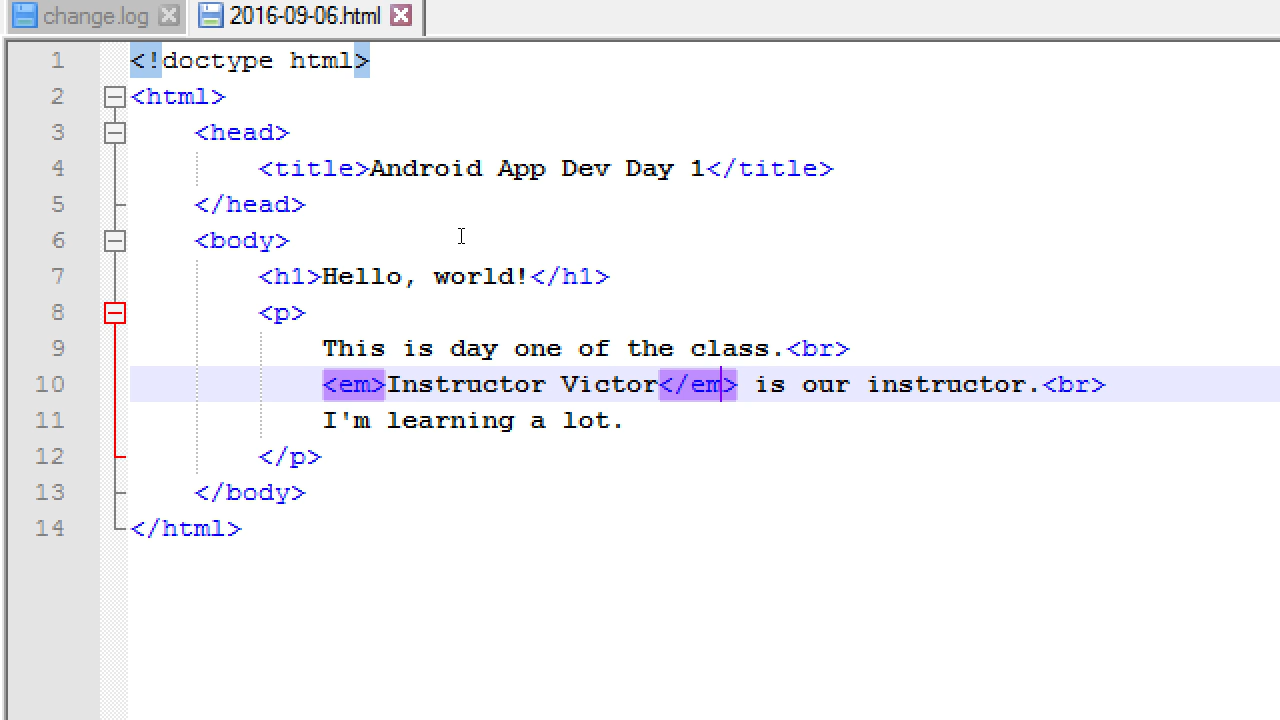 change.log 2016-09-06.html
1 <!doctype html>
2 <html>
3 <head>
4 <title>Android App Dev Day 1</title>
5 </head>
6 <body>
7 <h1>Hello, world!</h1>
8 <p>
9 This is day one of the class.<br>
10 <em>Instructor Victor</em> is our instructor.<br>
11 I'm learning a lot.
12 </p>
13 </body>
14 </html>